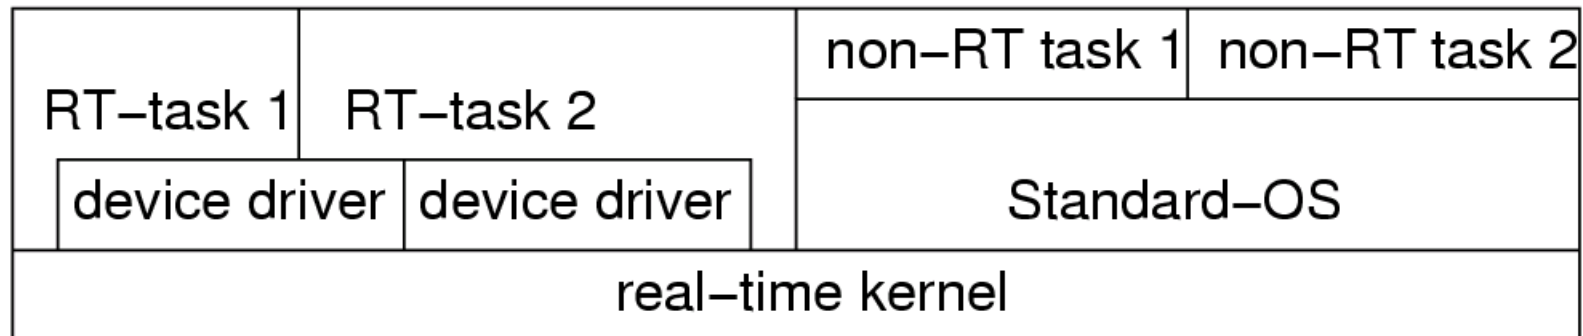 non−RT task 1 non−RT task 2
RT−task 1 RT−task 2
device driver device driver Standard−OS
real−time kernel